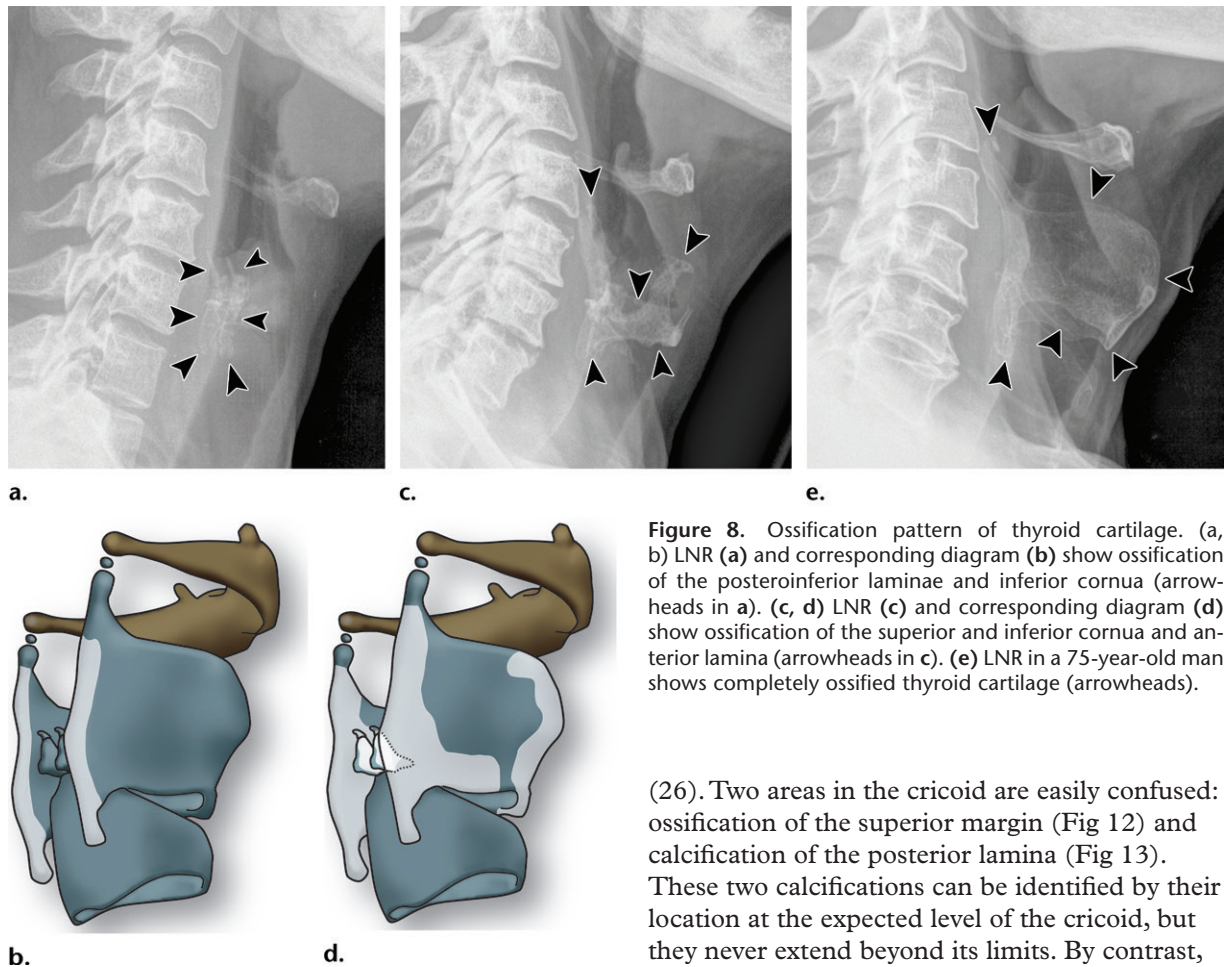 a.
c.
e.
b.
d.
Figure 8. Ossification pattern of thyroid cartilage. (a,
b) LNR (a) and corresponding diagram (b) show ossification
of the posteroinferior laminae and inferior cornua (arrow-
heads in a). (c, d) LNR (c) and corresponding diagram (d)
show ossification of the superior and inferior cornua and an-
terior lamina (arrowheads in c). (e) LNR in a 75-year-old man
shows completely ossified thyroid cartilage (arrowheads).
(26). Two areas in the cricoid are easily confused:
ossification of the superior margin (Fig 12) and
calcification of the posterior lamina (Fig 13).
These two calcifications can be identified by their
location at the expected level of the cricoid, but
they never extend beyond its limits. By contrast,